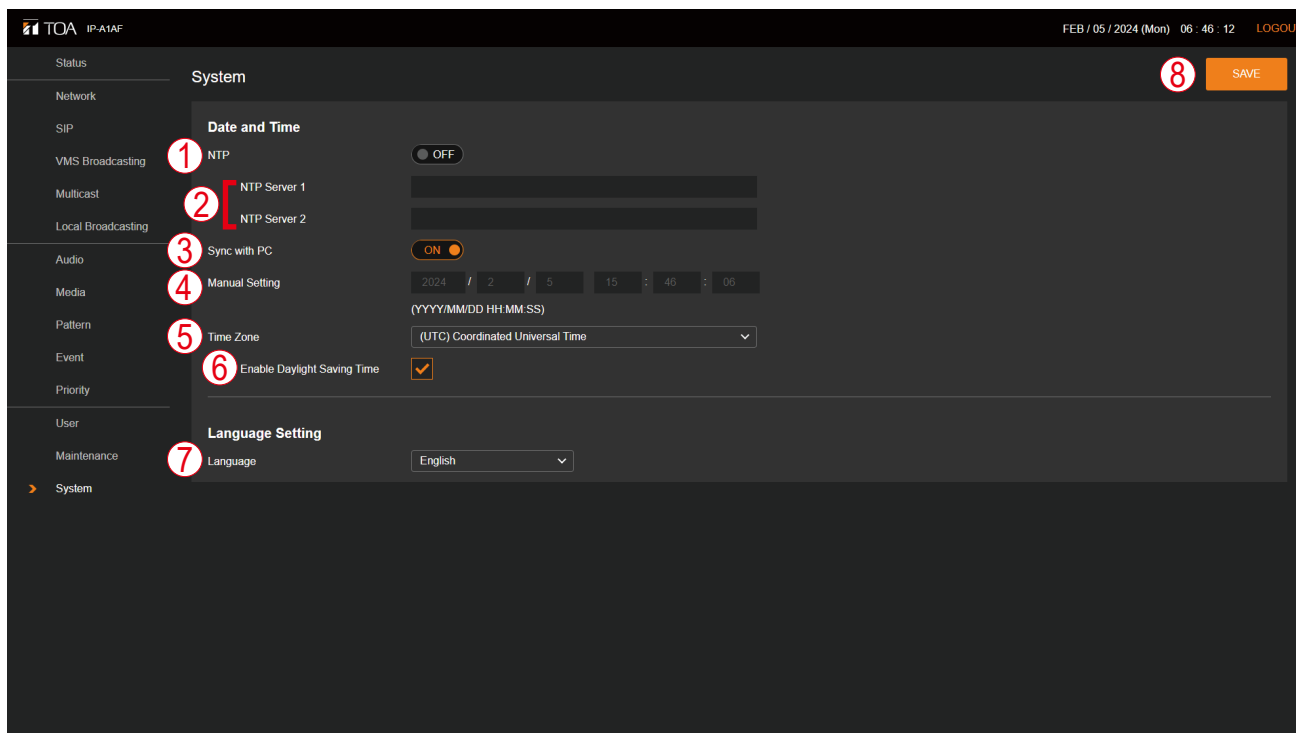 TOA IP-A1AF FEB / 05 / 2024 (Mon) 06 : 46 : 12 LOGOU
Status
Network
SIP
VMS Broadcasting
Multicast
Local Broadcasting
Audio
Media
Pattern
Event
Priority
User
Maintenance
System
System
8 SAVE
Date and Time
1 NTP OFF
2 NTP Server 1
NTP Server 2
3 Sync with PC ON
4 Manual Setting 2024 / 2 / 5 15 : 46 : 06
(YYYY/MM/DD HH:MM:SS)
5 Time Zone (UTC) Coordinated Universal Time
6 Enable Daylight Saving Time
Language Setting
7 Language English